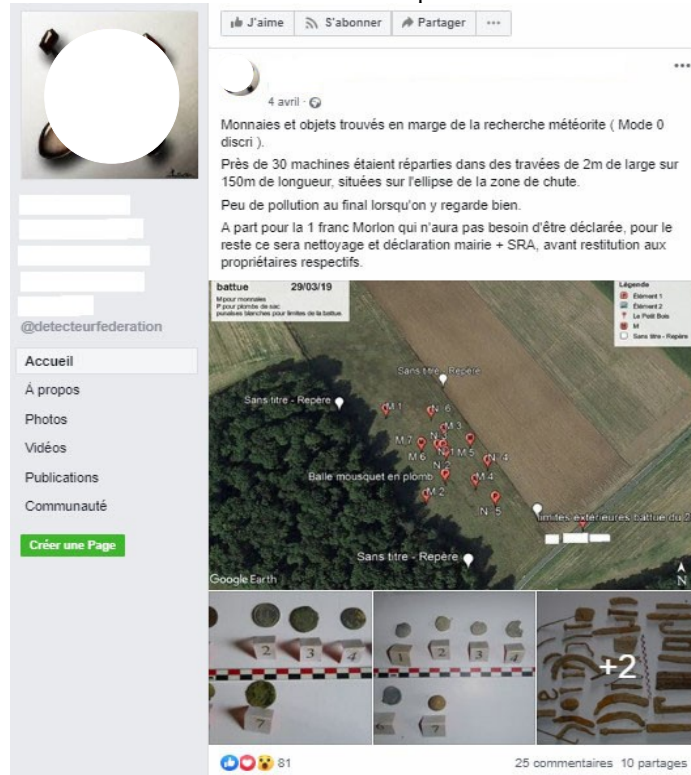 J'aime
S'abonner
Partager
4 avril
Monnaies et objets trouvés en marge de la recherche météorite ( Mode 0
discri ).
Près de 30 machines étaient réparties dans des travées de 2m de large sur
150m de longueur, situées sur l'ellipse de la zone de chute.
Peu de pollution au final lorsqu'on y regarde bien.
A part pour la 1 franc Morlon qui n'aura pas besoin d'être déclarée, pour le
reste ce sera nettoyage et déclaration mairie + SRA, avant restitution aux
propriétaires respectifs.
@detecteurfederation
Accueil
À propos
Photos
Vidéos
Publications
Communauté
Créer une Page
battue 29/03/19
M pour monnaies
P pour plombs de sac
punaises blanches pour limites de la battue
Légende
Élément 1
Élément 2
Le Petit Bois
M
Sans titre - Repère
Sans titre - Repère
Sans titre - Repère
M 1
N 6
M 3
M 7
N 3
M 6
N 1
M 5
N 4
N 2
Balle mousquet en plomb
M 4
M 2
N 5
limites extérieures battue du 2
Sans titre - Repère
Google Earth
N
2
3
4
7
1
2
3
4
6
7
+2
81
25 commentaires 10 partages